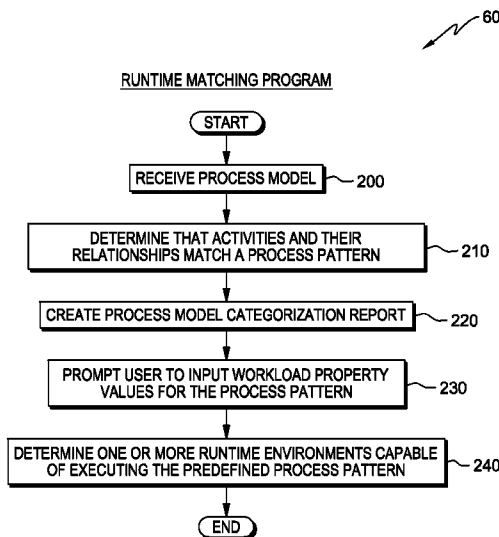 60
RUNTIME MATCHING PROGRAM
START
RECEIVE PROCESS MODEL
200
DETERMINE THAT ACTIVITIES AND THEIR
RELATIONSHIPS MATCH A PROCESS PATTERN
210
CREATE PROCESS MODEL CATEGORIZATION REPORT
220
PROMPT USER TO INPUT WORKLOAD PROPERTY
VALUES FOR THE PROCESS PATTERN
230
DETERMINE ONE OR MORE RUNTIME ENVIRONMENTS CAPABLE
OF EXECUTING THE PREDEFINED PROCESS PATTERN
240
END